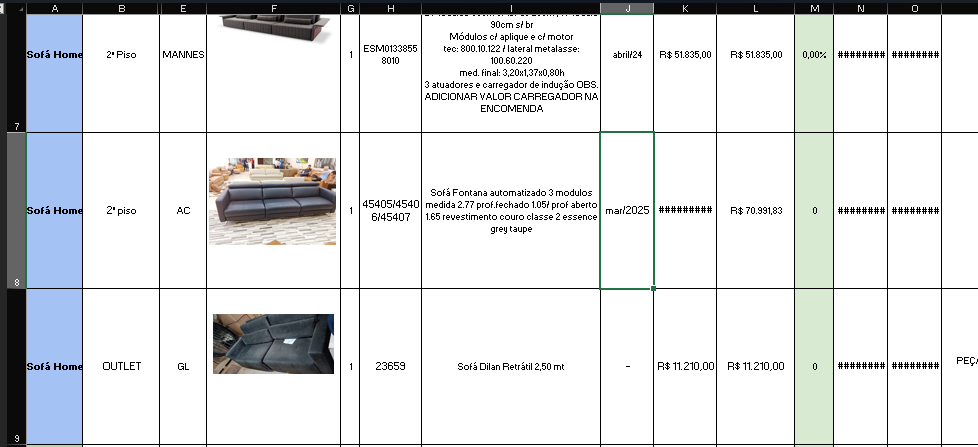 A B E F G H I J K L M N O
7 Sofá Home 2º Piso MANNES 1 ESM0133855 8010
90cm s/ br
Módulos c/ aplique e c/ motor
tec: 800.10.122 / lateral metalasse:
100.60.220
med. final: 3,20x1,37x0,80h
3 atuadores e carregador de indução OBS.
ADICIONAR VALOR CARREGADOR NA
ENCOMENDA
abril/24 R$ 51.835,00 R$ 51.835,00 0,00% ######## ########
8 Sofá Home 2º piso AC 1 45405/4540 6/45407
Sofá Fontana automatizado 3 modulos
medida 2.77 prof.fechado 1.05/ prof aberto
1.65 revestimento couro classe 2 essence
grey taupe
mar/2025 ######### R$ 70.991,83 0 ######## ########
9 Sofá Home OUTLET GL 1 23659 Sofá Dilan Retrátil 2,50 mt - R$ 11.210,00 R$ 11.210,00 0 ######## ########